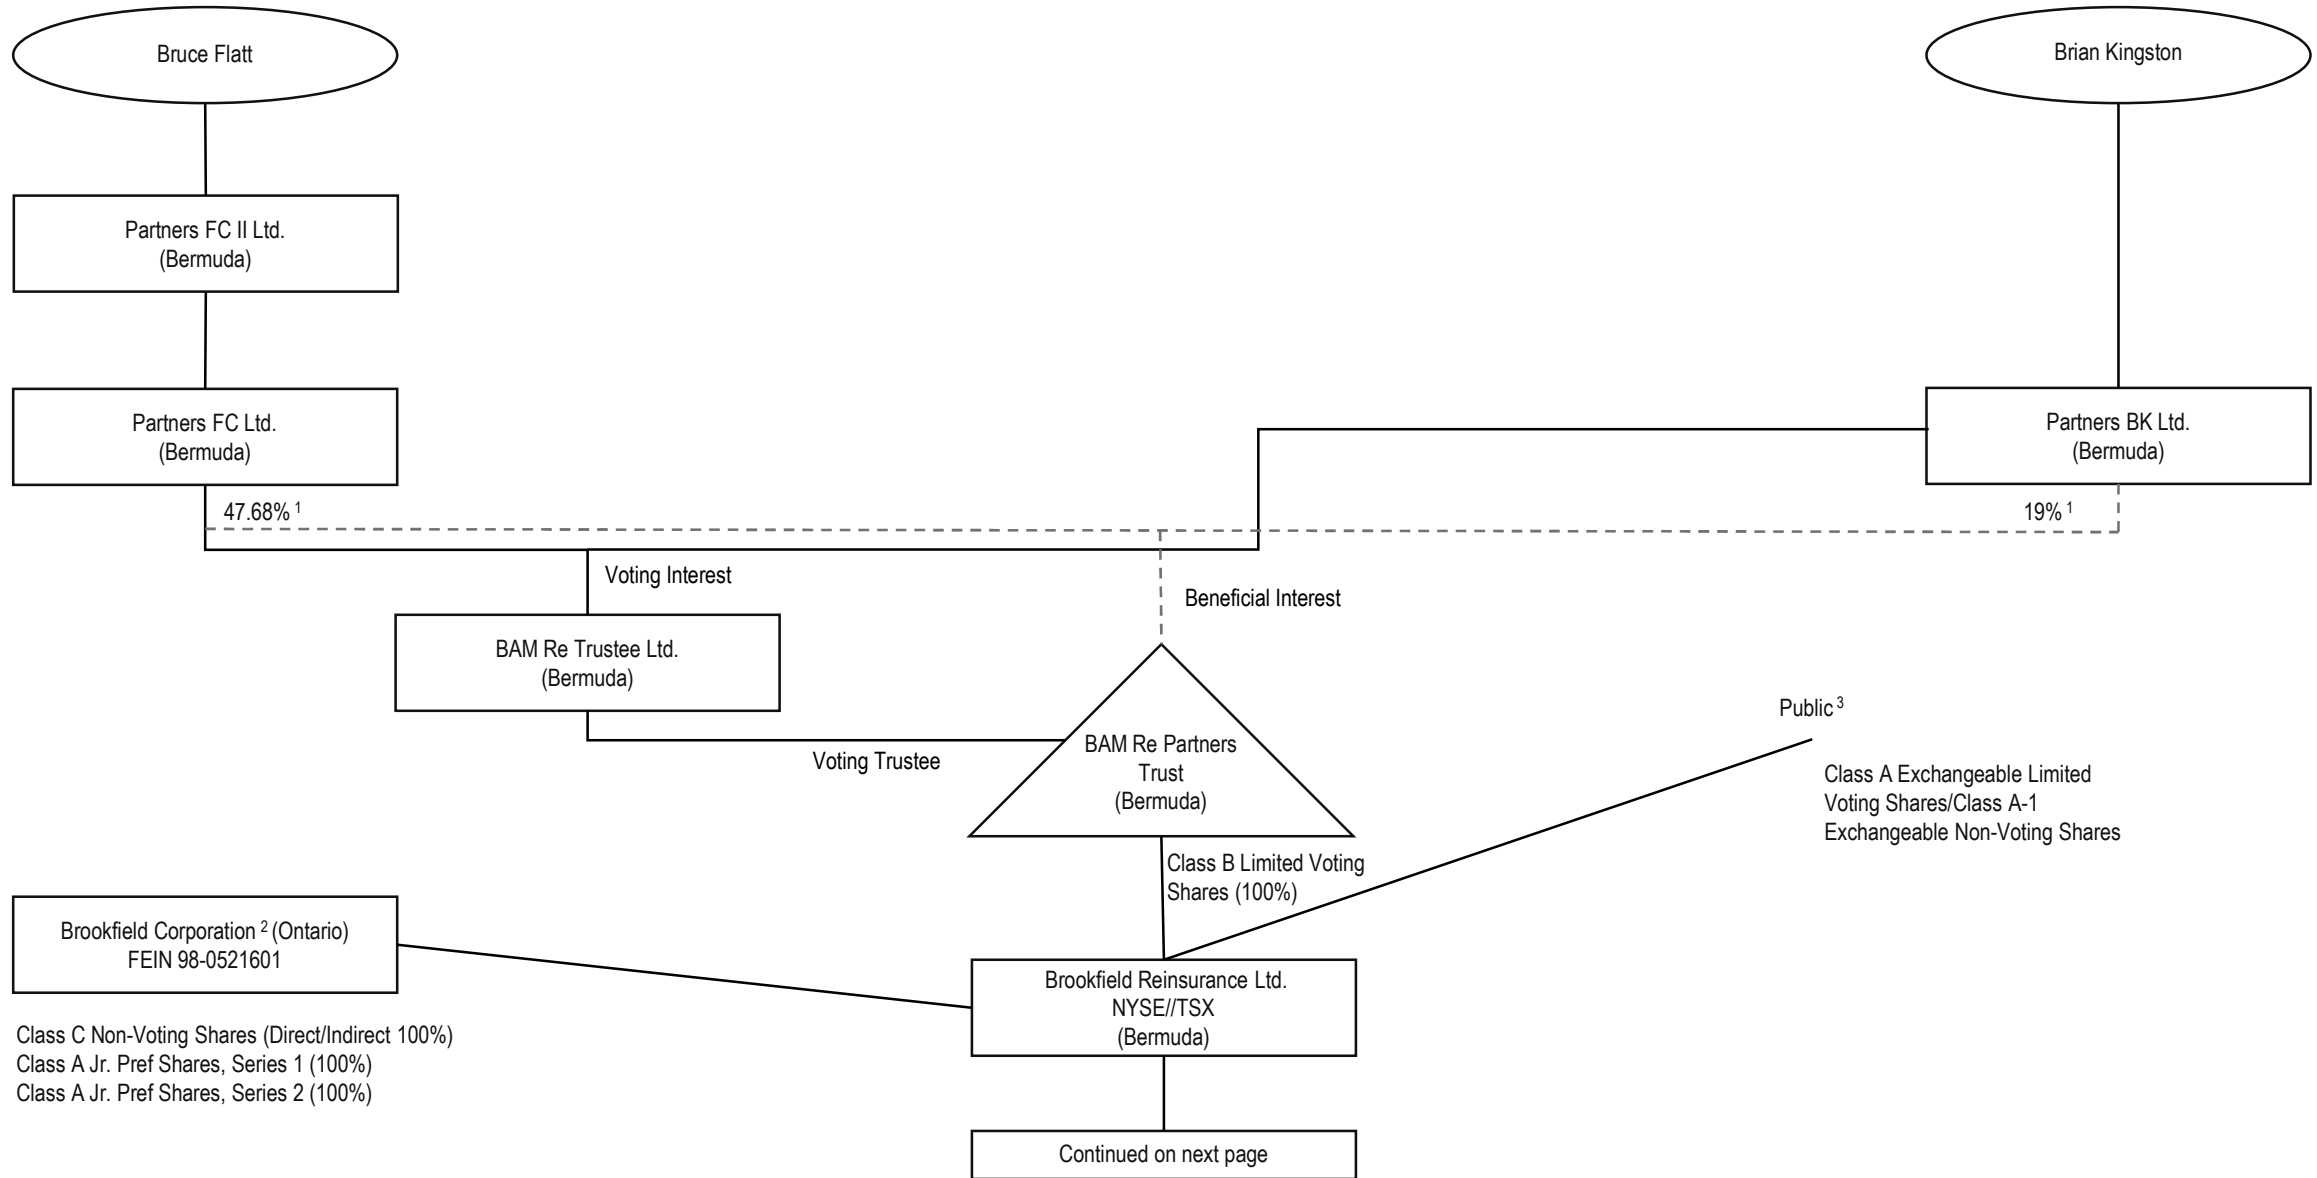 Bruce Flatt
Brian Kingston
Partners FC II Ltd.
(Bermuda)
Partners FC Ltd.
(Bermuda)
Partners BK Ltd.
(Bermuda)
47.68% 1
19% 1
Voting Interest
Beneficial Interest
BAM Re Trustee Ltd.
(Bermuda)
Public 3
Voting Trustee
BAM Re Partners
Trust
(Bermuda)
Class A Exchangeable Limited
Voting Shares/Class A-1
Exchangeable Non-Voting Shares
Class B Limited Voting
Shares (100%)
Brookfield Corporation 2 (Ontario)
FEIN 98-0521601
Brookfield Reinsurance Ltd.
NYSE//TSX
(Bermuda)
Class C Non-Voting Shares (Direct/Indirect 100%)
Class A Jr. Pref Shares, Series 1 (100%)
Class A Jr. Pref Shares, Series 2 (100%)
Continued on next page